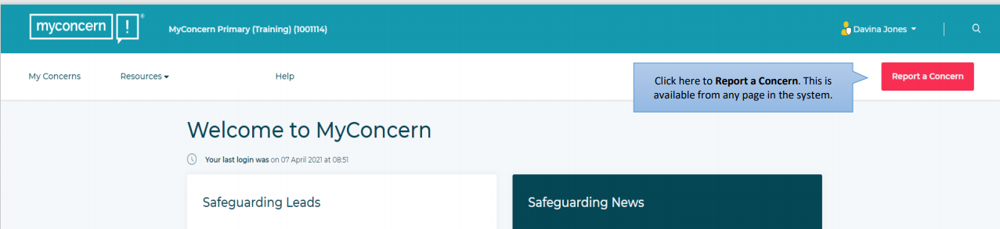 myconcern ! ®
MyConcern Primary (Training) (1001114)
Davina Jones
My Concerns
Resources
Help
Click here to Report a Concern. This is
available from any page in the system.
Report a Concern
Welcome to MyConcern
Your last login was on 07 April 2021 at 08:51
Safeguarding Leads
Safeguarding News